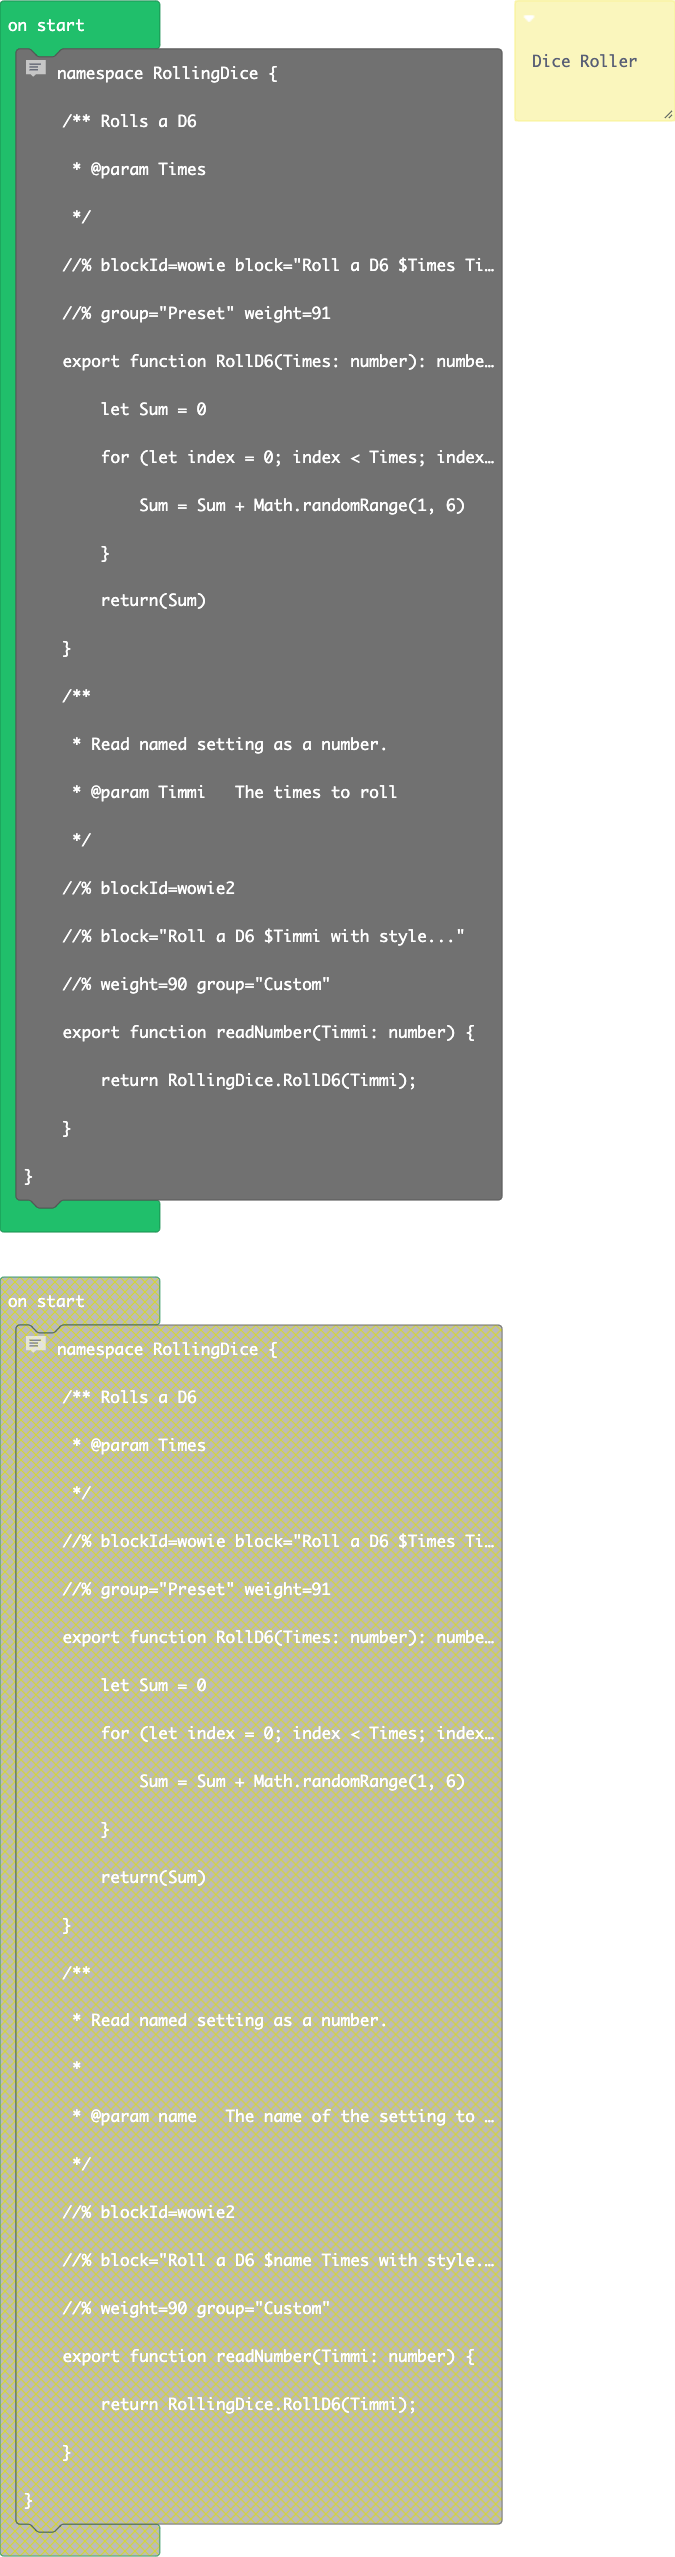 on start
Dice Roller
namespace RollingDice {
/** Rolls a D6
* @param Times
*/
//% blockId=wowie block="Roll a D6 $Times Ti…
//% group="Preset" weight=91
export function RollD6(Times: number): numbe…
let Sum = 0
for (let index = 0; index < Times; index…
Sum = Sum + Math.randomRange(1, 6)
}
return(Sum)
}
/**
* Read named setting as a number.
* @param Timmi   The times to roll
*/
//% blockId=wowie2
//% block="Roll a D6 $Timmi with style..."
//% weight=90 group="Custom"
export function readNumber(Timmi: number) {
return RollingDice.RollD6(Timmi);
}
}
on start
namespace RollingDice {
/** Rolls a D6
* @param Times
*/
//% blockId=wowie block="Roll a D6 $Times Ti…
//% group="Preset" weight=91
export function RollD6(Times: number): numbe…
let Sum = 0
for (let index = 0; index < Times; index…
Sum = Sum + Math.randomRange(1, 6)
}
return(Sum)
}
/**
* Read named setting as a number.
*
* @param name   The name of the setting to …
*/
//% blockId=wowie2
//% block="Roll a D6 $name Times with style.…
//% weight=90 group="Custom"
export function readNumber(Timmi: number) {
return RollingDice.RollD6(Timmi);
}
}